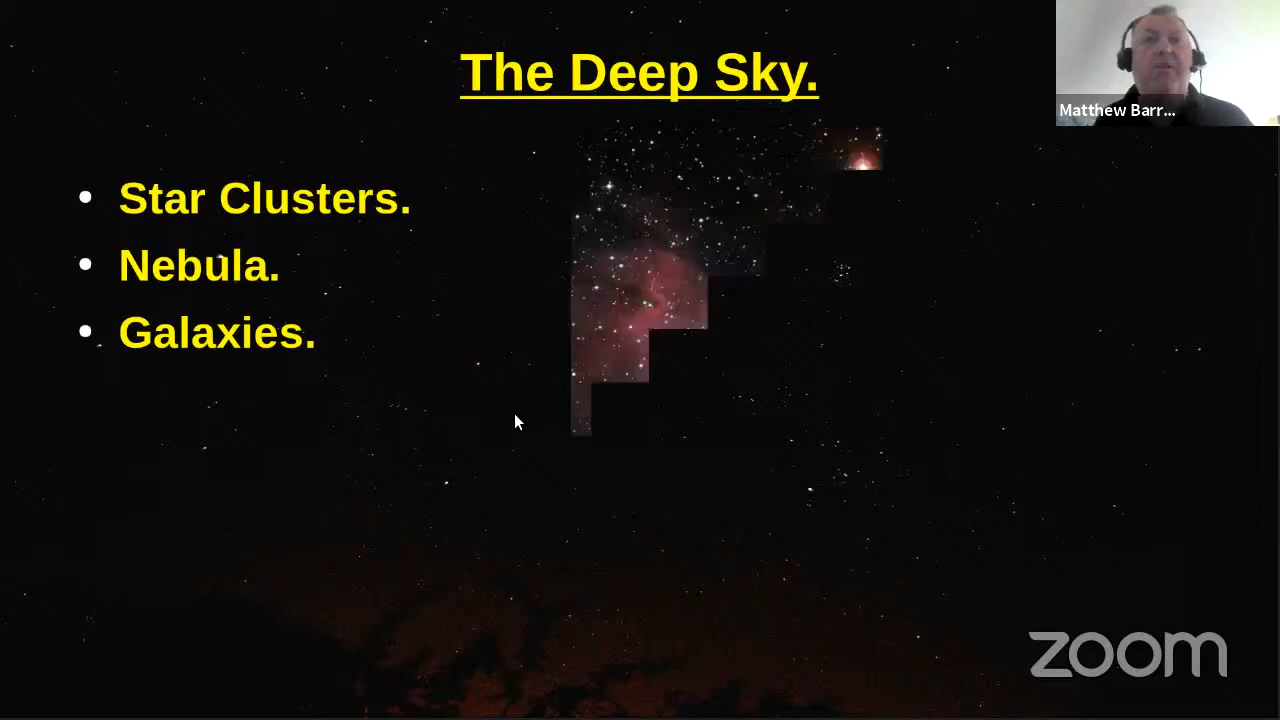 The Deep Sky.
Matthew Barr...
• Star Clusters.
• Nebula.
• Galaxies.
zoom